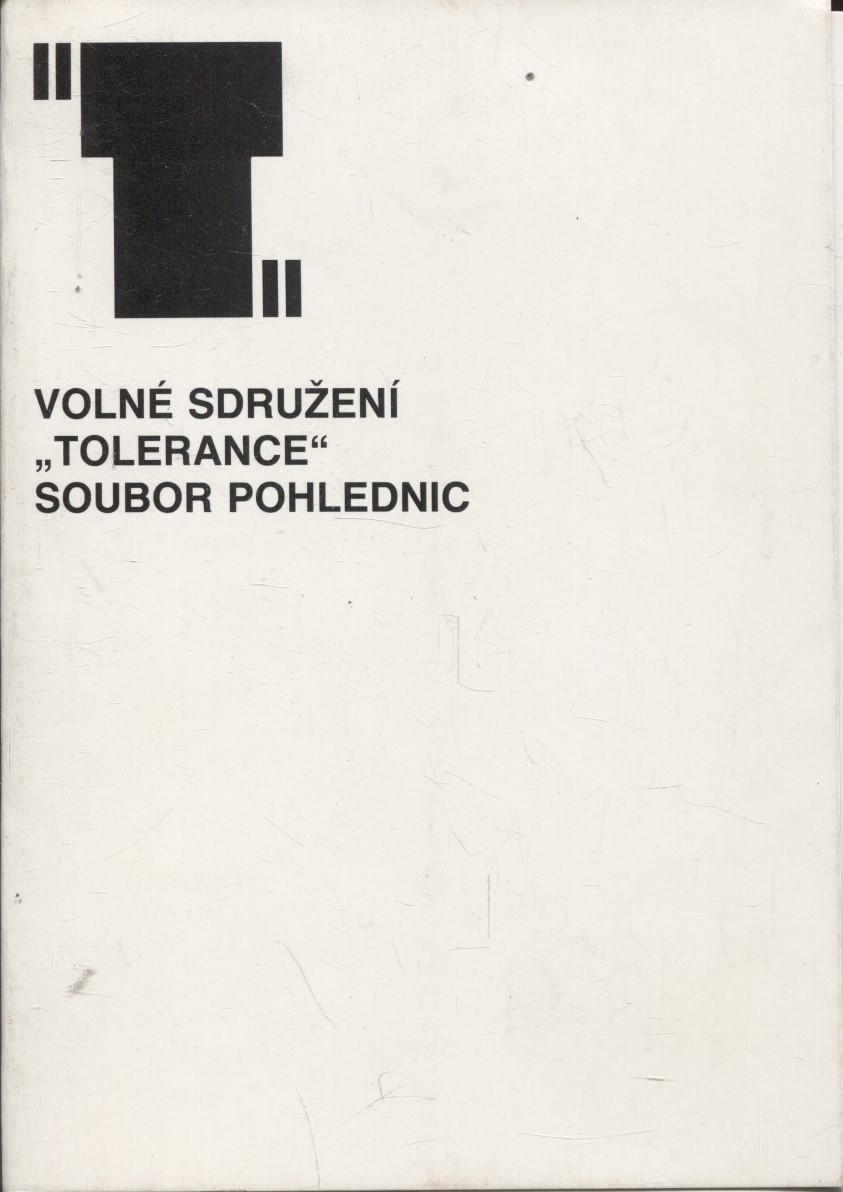 "T"
VOLNÉ SDRUŽENÍ
„TOLERANCE“
SOUBOR POHLEDNIC